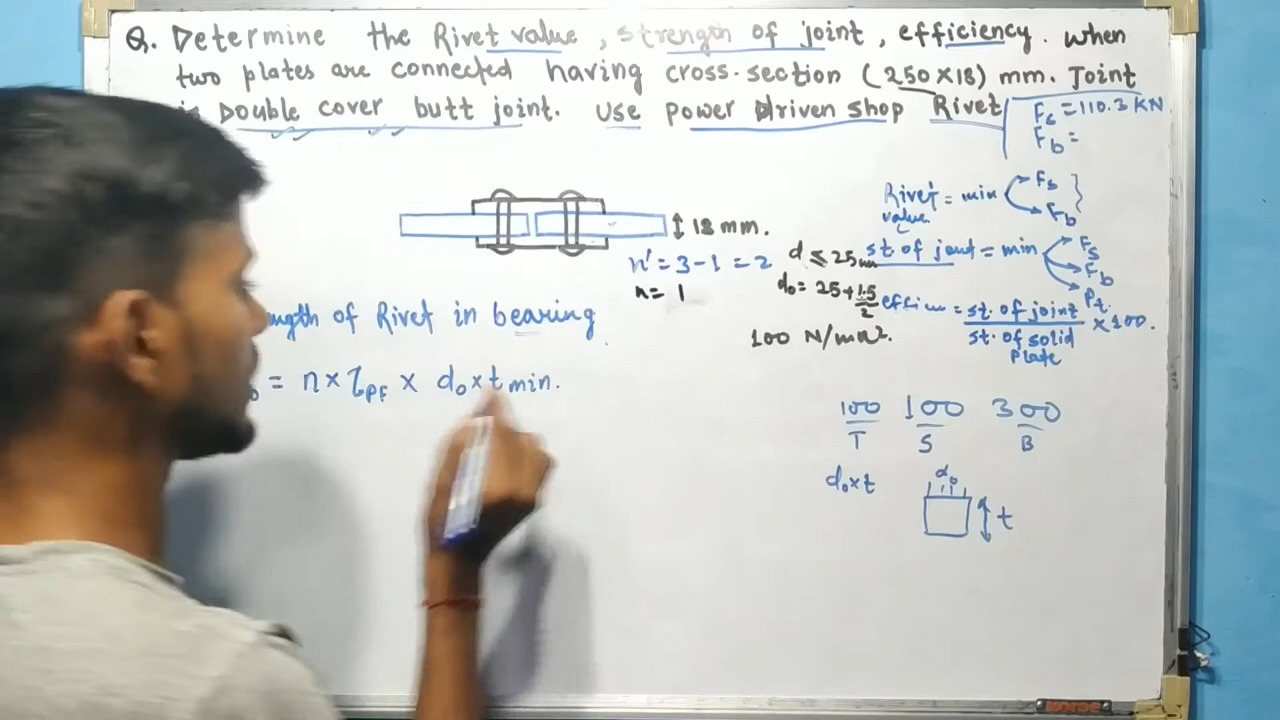 Q. Determine the Rivet value, strength of joint, efficiency. when
two plates are connected having cross-section (250×18) mm. Joint
Double cover butt joint. Use power Driven shop Rivet
Fs = 110.3 KN
Fb =
Rivet value = min Fs Fb
18 mm.
n' = 3-1 = 2
n = 1
d ≤ 25mm
d₀ = 25 + 1.5/2
st. of joint = min Fs Fb Pt
of Rivet in bearing
efficien = st. of joint / st. of solid plate × 100.
100 N/mm².
= n × τPF × d₀ × t min.
100/T 100/S 300/B
d₀×t
d₀
t